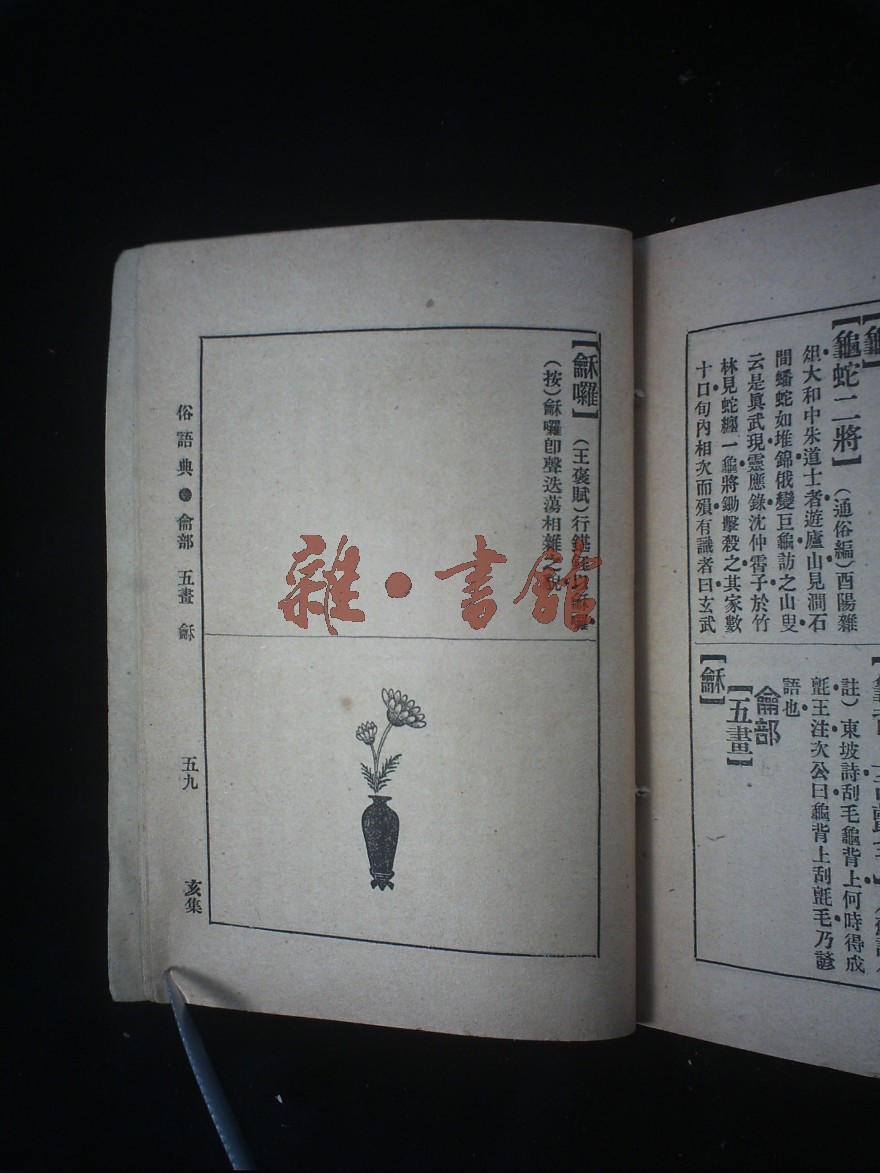 【龜】
【龜蛇二將】（通俗編）酉陽雜
俎大和中朱道士者遊廬山見澗石
間蟠蛇如堆錦俄變巨龜訪之山叟
云是真武現靈應錄沈仲霄子於竹
林見蛇纏一龜將鋤擊殺之其家數
十口旬內相次而殞有識者曰玄武
註）東坡詩刮毛龜背上何時得成
氈王注次公曰龜背上刮氈毛乃諺
語也
龠部
【五畫】
【龢】
【龢囉】（王褒賦）行
龢囉
（按）龢囉卽聲迭蕩相雜之貌
俗語典 龠部 五畫 龢 五九 亥集
雜·書館